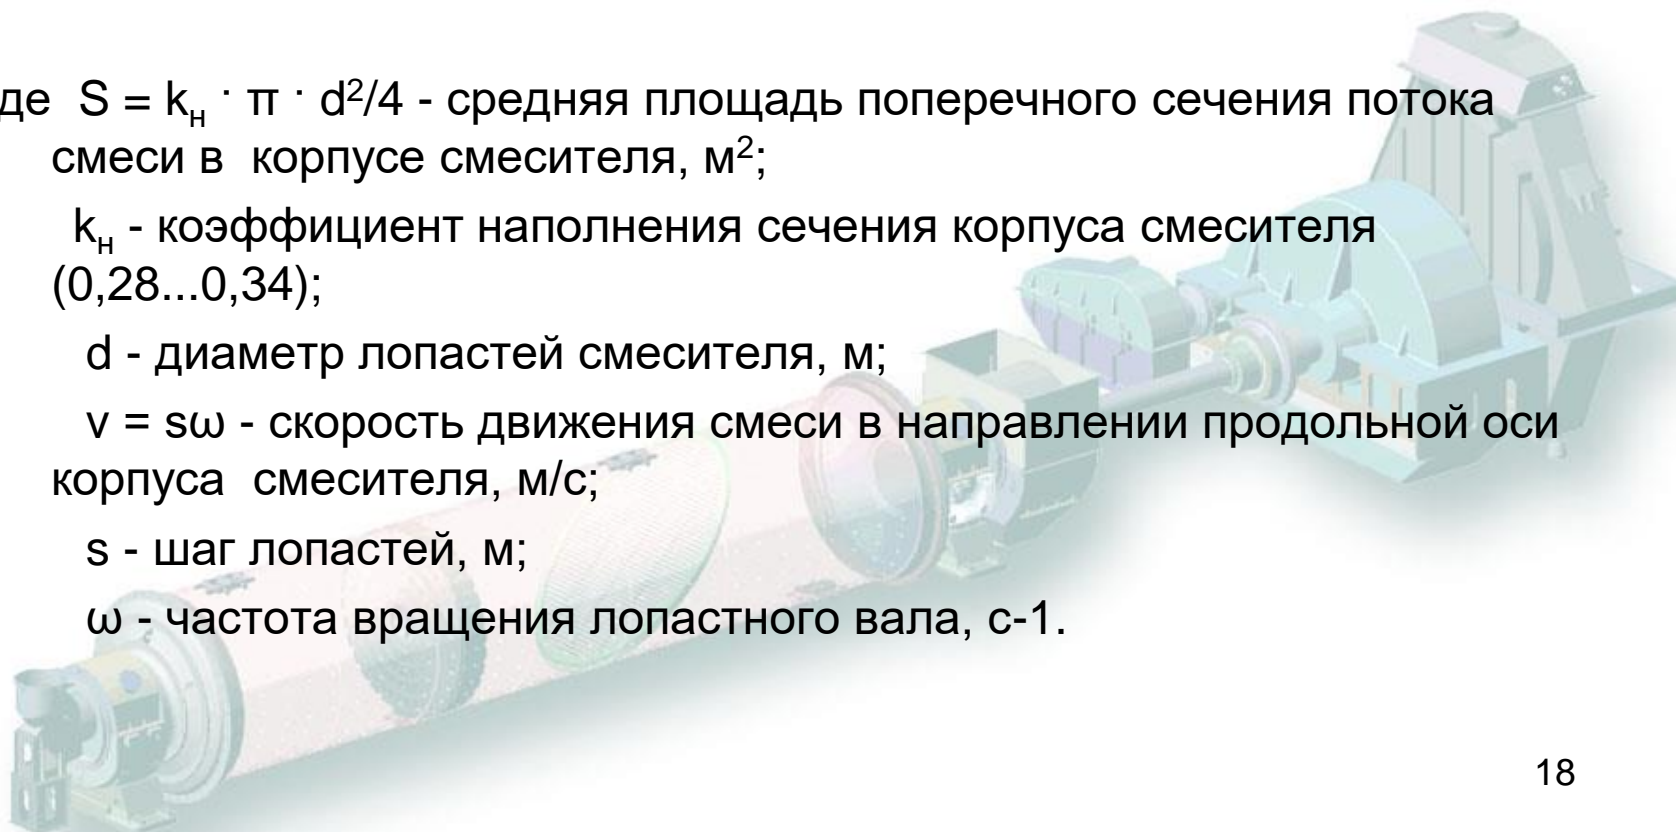 де S = kн · π · d²/4 - средняя площадь поперечного сечения потока
смеси в корпусе смесителя, м²;
kн - коэффициент наполнения сечения корпуса смесителя
(0,28...0,34);
d - диаметр лопастей смесителя, м;
v = sω - скорость движения смеси в направлении продольной оси
корпуса смесителя, м/с;
s - шаг лопастей, м;
ω - частота вращения лопастного вала, с-1.
18